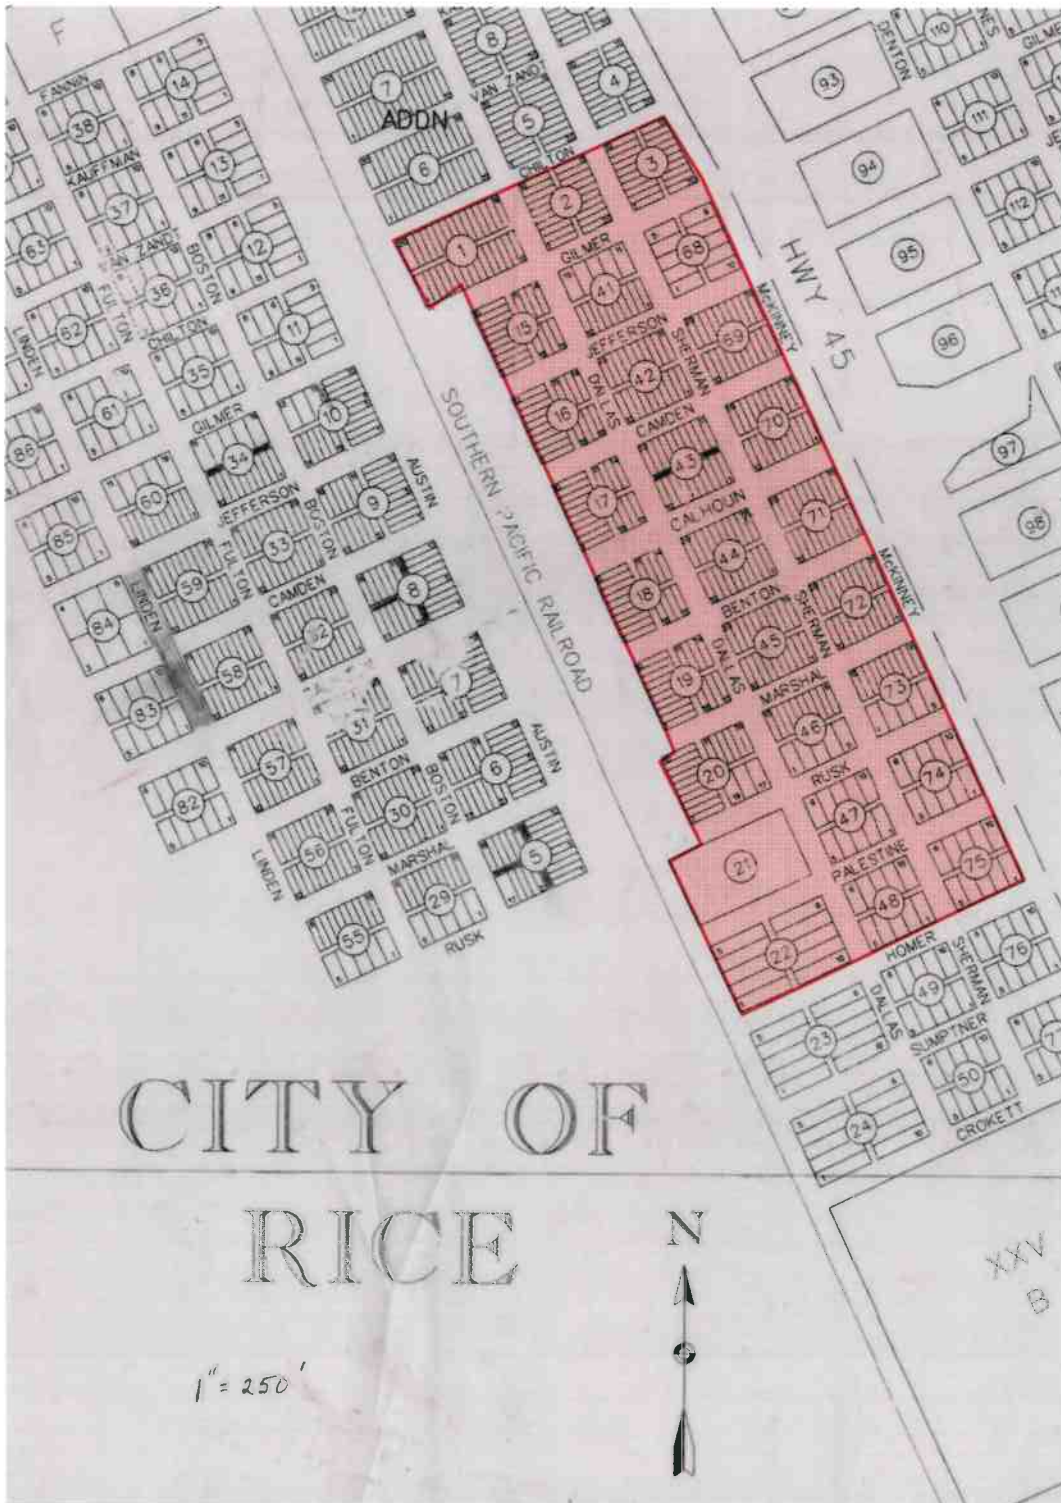 F
FANNIN
14
38
KAUFFMAN
13
37
VAN ZANDT
BOSTON
12
63
36
FULTON
CHILTON
11
62
LINDEN
35
61
10
86
GILMER
34
AUSTIN
60
9
JEFFERSON
BOSTON
85
33
59
FULTON
8
CAMDEN
84
LINDEN
32
58
7
83
31
AUSTIN
57
BENTON
6
82
BOSTON
30
FULTON
56
MARSHAL
5
LINDEN
29
55
RUSK
8
7
ADDN
VAN ZANDT
4
5
6
CHILTON
3
2
1
GILMER
68
41
15
JEFFERSON
SHERMAN
69
McKINNEY
42
DALLAS
16
CAMDEN
70
43
17
CALHOUN
71
44
18
BENTON
SHERMAN
72
McKINNEY
45
DALLAS
19
MARSHAL
73
46
20
RUSK
74
47
21
PALESTINE
75
48
22
HOMER
SHERMAN
76
49
DALLAS
23
SUMPTNER
50
24
CROKETT
HWY 45
SOUTHERN PACIFIC RAILROAD
DENTON
110
GILMER
93
111
94
112
95
96
97
98
CITY OF
RICE
N
XXV
B
1" = 250'